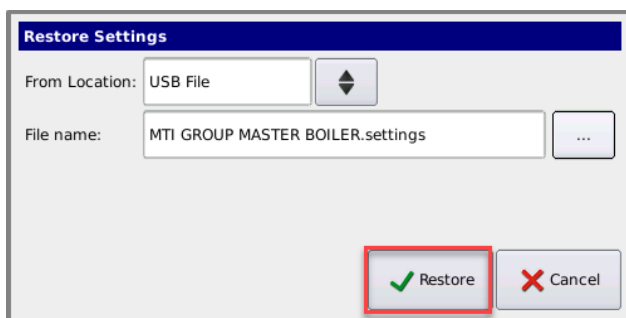 Restore Settings
From Location: USB File
File name: MTI GROUP MASTER BOILER.settings ...
Restore Cancel